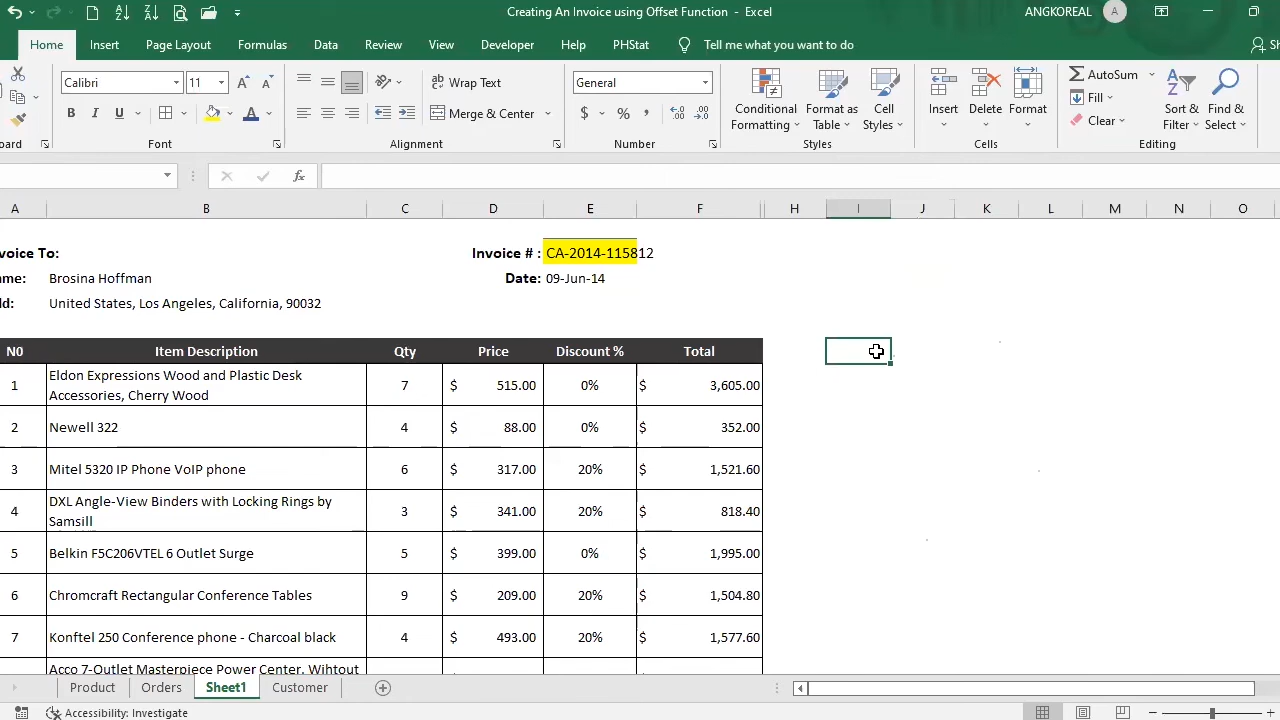 Creating An Invoice using Offset Function - Excel
ANGKOREAL A
Home Insert Page Layout Formulas Data Review View Developer Help PHStat Tell me what you want to do
Calibri 11 Wrap Text General AutoSum
B I U Merge & Center $ % , Fill
Conditional Formatting Format as Table Cell Styles Insert Delete Format Clear Sort & Filter Find & Select
oard Font Alignment Number Styles Cells Editing
fx
A B C D E F H I J K L M N O
voice To: Invoice # : CA-2014-115812
ame: Brosina Hoffman Date: 09-Jun-14
dd: United States, Los Angeles, California, 90032
N0 Item Description Qty Price Discount % Total
1 Eldon Expressions Wood and Plastic Desk Accessories, Cherry Wood 7 $ 515.00 0% $ 3,605.00
2 Newell 322 4 $ 88.00 0% $ 352.00
3 Mitel 5320 IP Phone VoIP phone 6 $ 317.00 20% $ 1,521.60
4 DXL Angle-View Binders with Locking Rings by Samsill 3 $ 341.00 20% $ 818.40
5 Belkin F5C206VTEL 6 Outlet Surge 5 $ 399.00 0% $ 1,995.00
6 Chromcraft Rectangular Conference Tables 9 $ 209.00 20% $ 1,504.80
7 Konftel 250 Conference phone - Charcoal black 4 $ 493.00 20% $ 1,577.60
Acco 7-Outlet Masterpiece Power Center, Wihtout
Product Orders Sheet1 Customer
Accessibility: Investigate